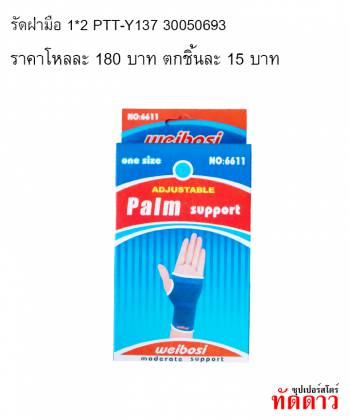 รัดฝามือ 1*2 PTT-Y137 30050693
ราคาโหลละ 180 บาท ตกชิ้นละ 15 บาท
NO:6611
weibosi
one size NO:6611
ADJUSTABLE
Palm support
weibosi
weibosi
moderate support
ซุปเปอร์สโตร์
ทัดดาว